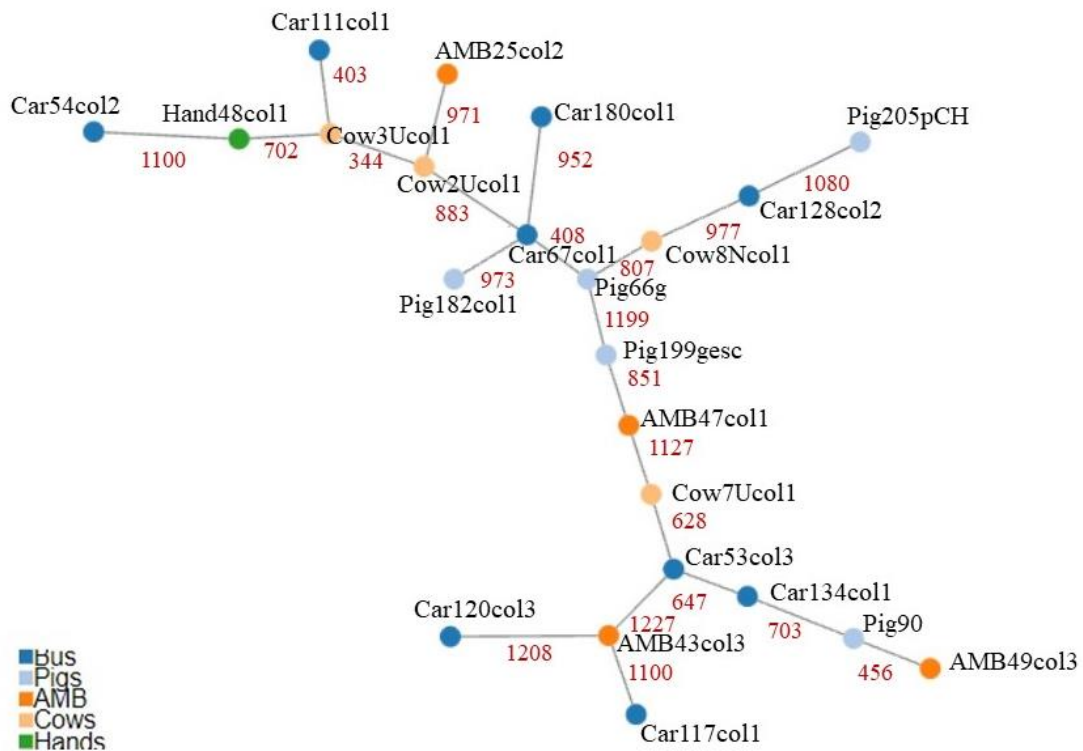 Car111col1
AMB25col2
403
Car54col2
Hand48col1
971
Car180col1
Pig205pCH
Cow3Ucol1
1100
702
344
952
Cow2Ucol1
1080
883
Car128col2
408
977
Car67col1
Cow8Ncol1
973
807
Pig182col1
Pig66g
1199
Pig199gesc
851
AMB47col1
1127
Cow7Ucol1
628
Car53col3
647
Car134col1
Car120col3
1227
703
Pig90
1208
AMB43col3
1100
456
AMB49col3
Car117col1
Bus
Pigs
AMB
Cows
Hands